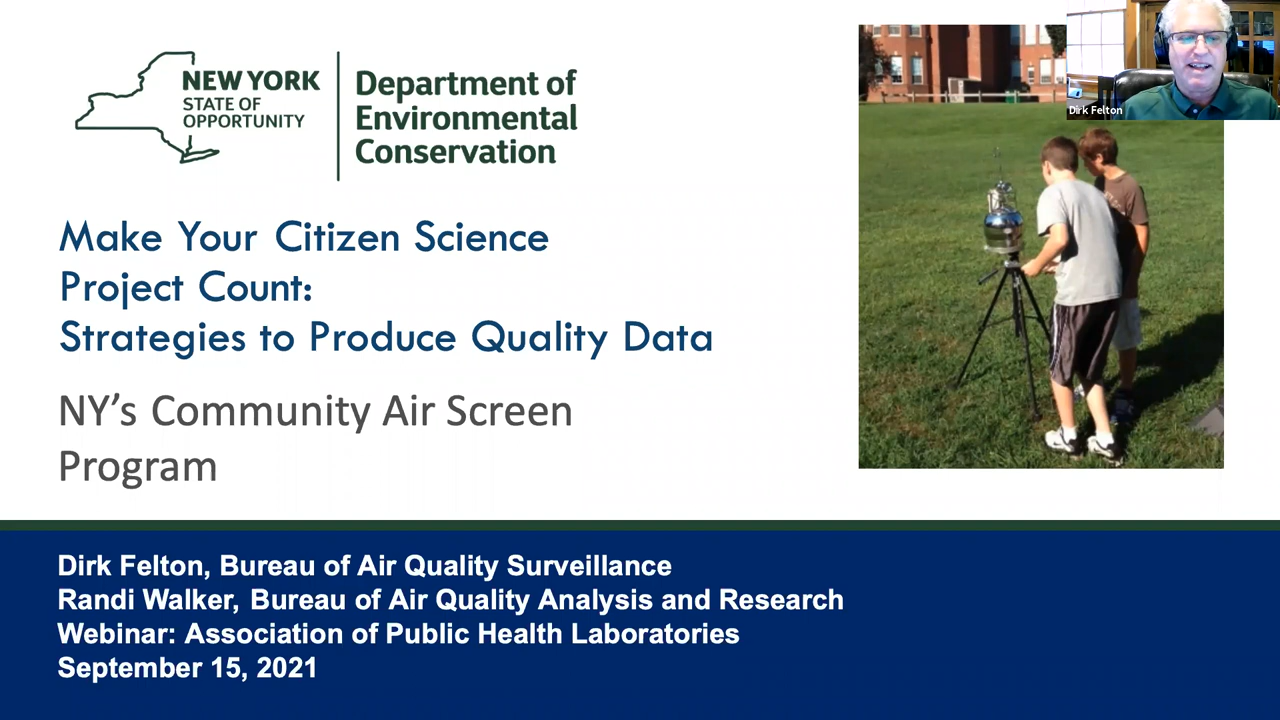 NEW YORK
STATE OF
OPPORTUNITY
Department of
Environmental
Conservation
Make Your Citizen Science
Project Count:
Strategies to Produce Quality Data
NY's Community Air Screen
Program
Dirk Felton, Bureau of Air Quality Surveillance
Randi Walker, Bureau of Air Quality Analysis and Research
Webinar: Association of Public Health Laboratories
September 15, 2021
Dirk Felton